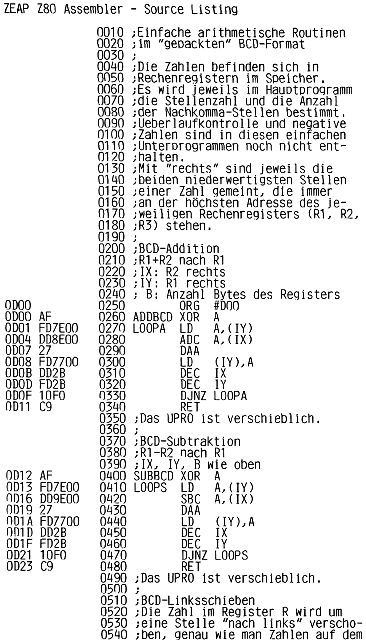 ZEAP Z80 Assembler - Source Listing
0010 ;Einfache arithmetische Routinen
0020 ;im "gepackten" BCD-Format
0030 ;
0040 ;Die Zahlen befinden sich in
0050 ;Rechenregistern im Speicher.
0060 ;Es wird jeweils im Hauptprogramm
0070 ;die Stellenzahl und die Anzahl
0080 ;der Nachkomma-Stellen bestimmt.
0090 ;Ueberlaufkontrolle und negative
0100 ;Zahlen sind in diesen einfachen
0110 ;Unterprogrammen noch nicht ent-
0120 ;halten.
0130 ;Mit "rechts" sind jeweils die
0140 ;beiden niederwertigsten Stellen
0150 ;einer Zahl gemeint, die immer
0160 ;an der höchsten Adresse des je-
0170 ;weiligen Rechenregisters (R1, R2,
0180 ;R3) stehen.
0190 ;
0200 ;BCD-Addition
0210 ;R1+R2 nach R1
0220 ;IX: R2 rechts
0230 ;IY: R1 rechts
0240 ; B: Anzahl Bytes des Registers
0D00 0250 ORG #D00
0D00 AF 0260 ADDBCD XOR A
0D01 FD7E00 0270 LOOPA LD A,(IY)
0D04 DD8E00 0280 ADC A,(IX)
0D07 27 0290 DAA
0D08 FD7700 0300 LD (IY),A
0D0B DD2B 0310 DEC IX
0D0D FD2B 0320 DEC IY
0D0F 10F0 0330 DJNZ LOOPA
0D11 C9 0340 RET
0350 ;Das UPRO ist verschieblich.
0360 ;
0370 ;BCD-Subtraktion
0380 ;R1-R2 nach R1
0390 ;IX, IY, B wie oben
0D12 AF 0400 SUBBCD XOR A
0D13 FD7E00 0410 LOOPS LD A,(IY)
0D16 DD9E00 0420 SBC A,(IX)
0D19 27 0430 DAA
0D1A FD7700 0440 LD (IY),A
0D1D DD2B 0450 DEC IX
0D1F FD2B 0460 DEC IY
0D21 10F0 0470 DJNZ LOOPS
0D23 C9 0480 RET
0490 ;Das UPRO ist verschieblich.
0500 ;
0510 ;BCD-Linksschieben
0520 ;Die Zahl im Register R wird um
0530 ;eine Stelle "nach links" verscho-
0540 ;ben, genau wie man Zahlen auf dem